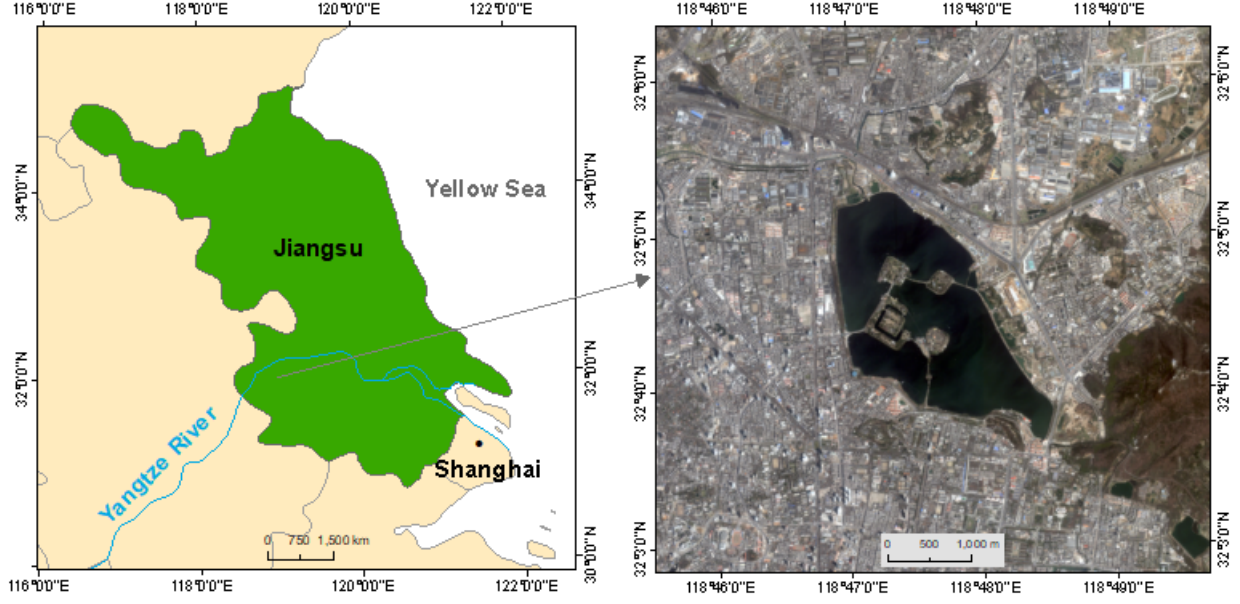 116°0'0"E 118°0'0"E 120°0'0"E 122°0'0"E
118°46'0"E 118°47'0"E 118°48'0"E 118°49'0"E
34°0'0"N
32°0'0"N
Yellow Sea
Jiangsu
Yangtze River
Shanghai
0 750 1,500 km
34°0'0"N
32°0'0"N
30°0'0"N
116°0'0"E 118°0'0"E 120°0'0"E 122°0'0"E
32°6'0"N
32°5'0"N
32°4'0"N
32°3'0"N
0 500 1,000 m
32°6'0"N
32°5'0"N
32°4'0"N
32°3'0"N
118°46'0"E 118°47'0"E 118°48'0"E 118°49'0"E